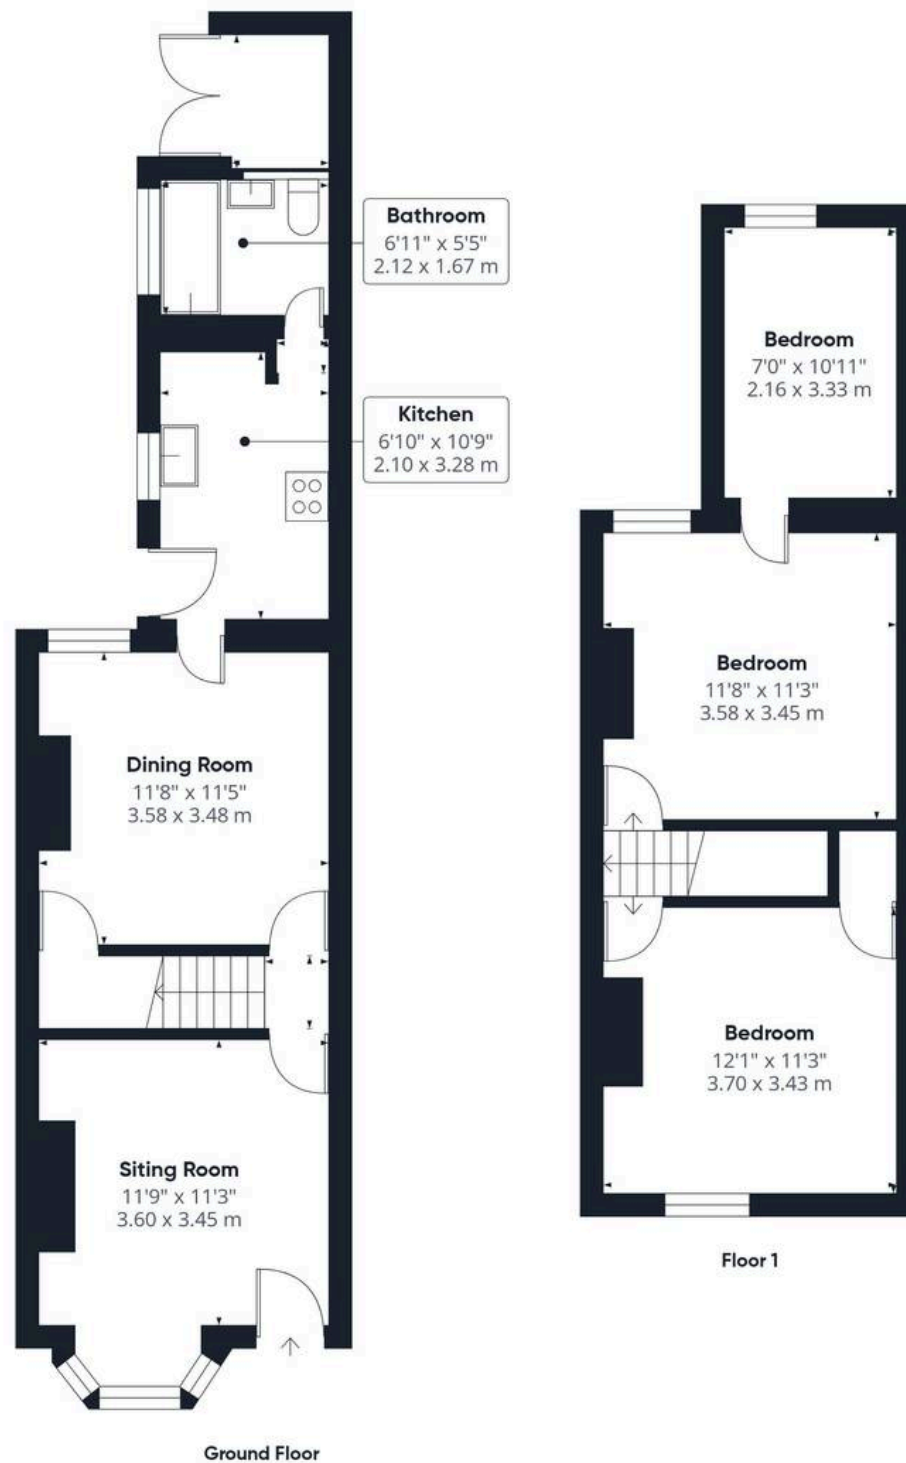 Bathroom
6'11" x 5'5"
2.12 x 1.67 m
Kitchen
6'10" x 10'9"
2.10 x 3.28 m
Dining Room
11'8" x 11'5"
3.58 x 3.48 m
Siting Room
11'9" x 11'3"
3.60 x 3.45 m
Ground Floor
Bedroom
7'0" x 10'11"
2.16 x 3.33 m
Bedroom
11'8" x 11'3"
3.58 x 3.45 m
Bedroom
12'1" x 11'3"
3.70 x 3.43 m
Floor 1